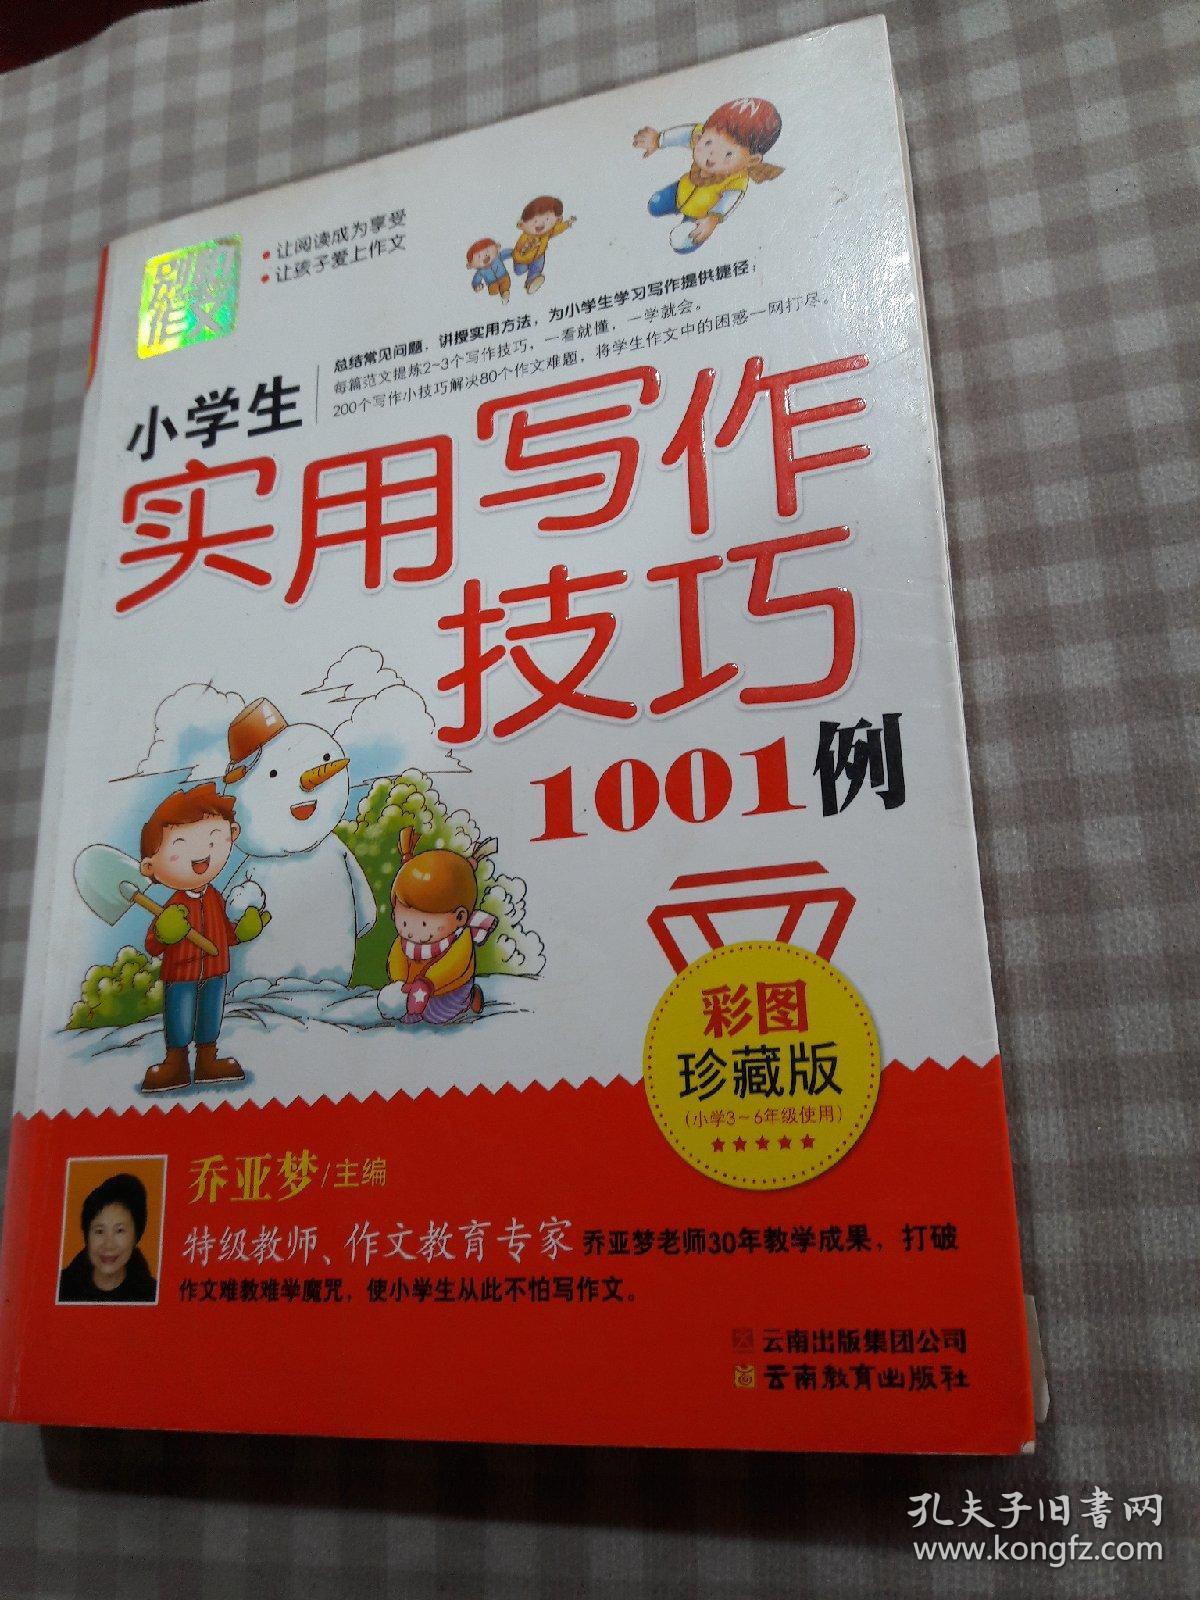 别怕
作文
• 让阅读成为享受
• 让孩子爱上作文
总结常见问题，讲授实用方法，为小学生学习写作提供捷径；
每篇范文提炼2~3个写作技巧，一看就懂，一学就会。
200个写作小技巧解决80个作文难题，将学生作文中的困惑一网打尽。
小学生
实用写作
技巧
1001例
彩图
珍藏版
(小学3~6年级使用)
乔亚梦/主编
特级教师、作文教育专家 乔亚梦老师30年教学成果，打破
作文难教难学魔咒，使小学生从此不怕写作文。
云南出版集团公司
云南教育出版社
孔夫子旧书网
www.kongfz.com